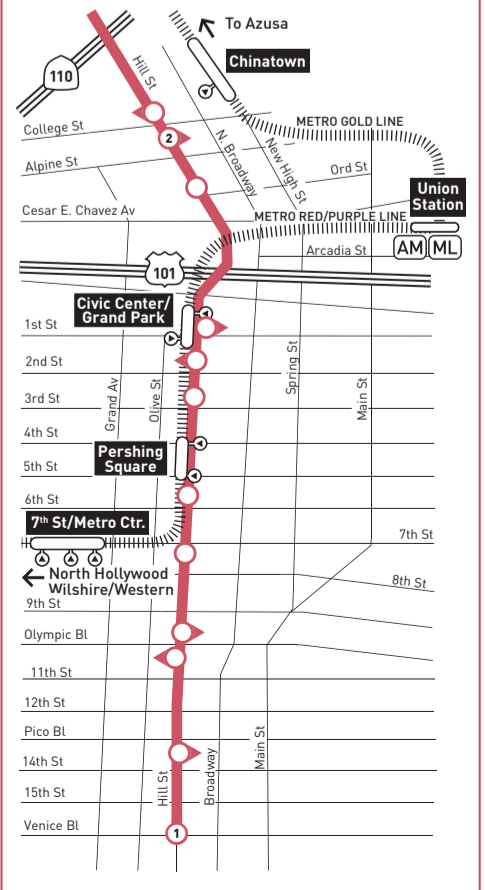 To Azusa
Chinatown
110
Hill St
METRO GOLD LINE
College St
2
N. Broadway
New High St
Alpine St
Ord St
Union
Station
Cesar E. Chavez Av
METRO RED/PURPLE LINE
AM ML
Arcadia St
101
Civic Center/
Grand Park
1st St
2nd St
Grand Av
Olive St
Spring St
Main St
3rd St
4th St
Pershing
Square
5th St
6th St
7th St/Metro Ctr.
7th St
North Hollywood
Wilshire/Western
8th St
9th St
Olympic Bl
11th St
12th St
Pico Bl
Main St
14th St
Hill St
Broadway
15th St
Venice Bl
1